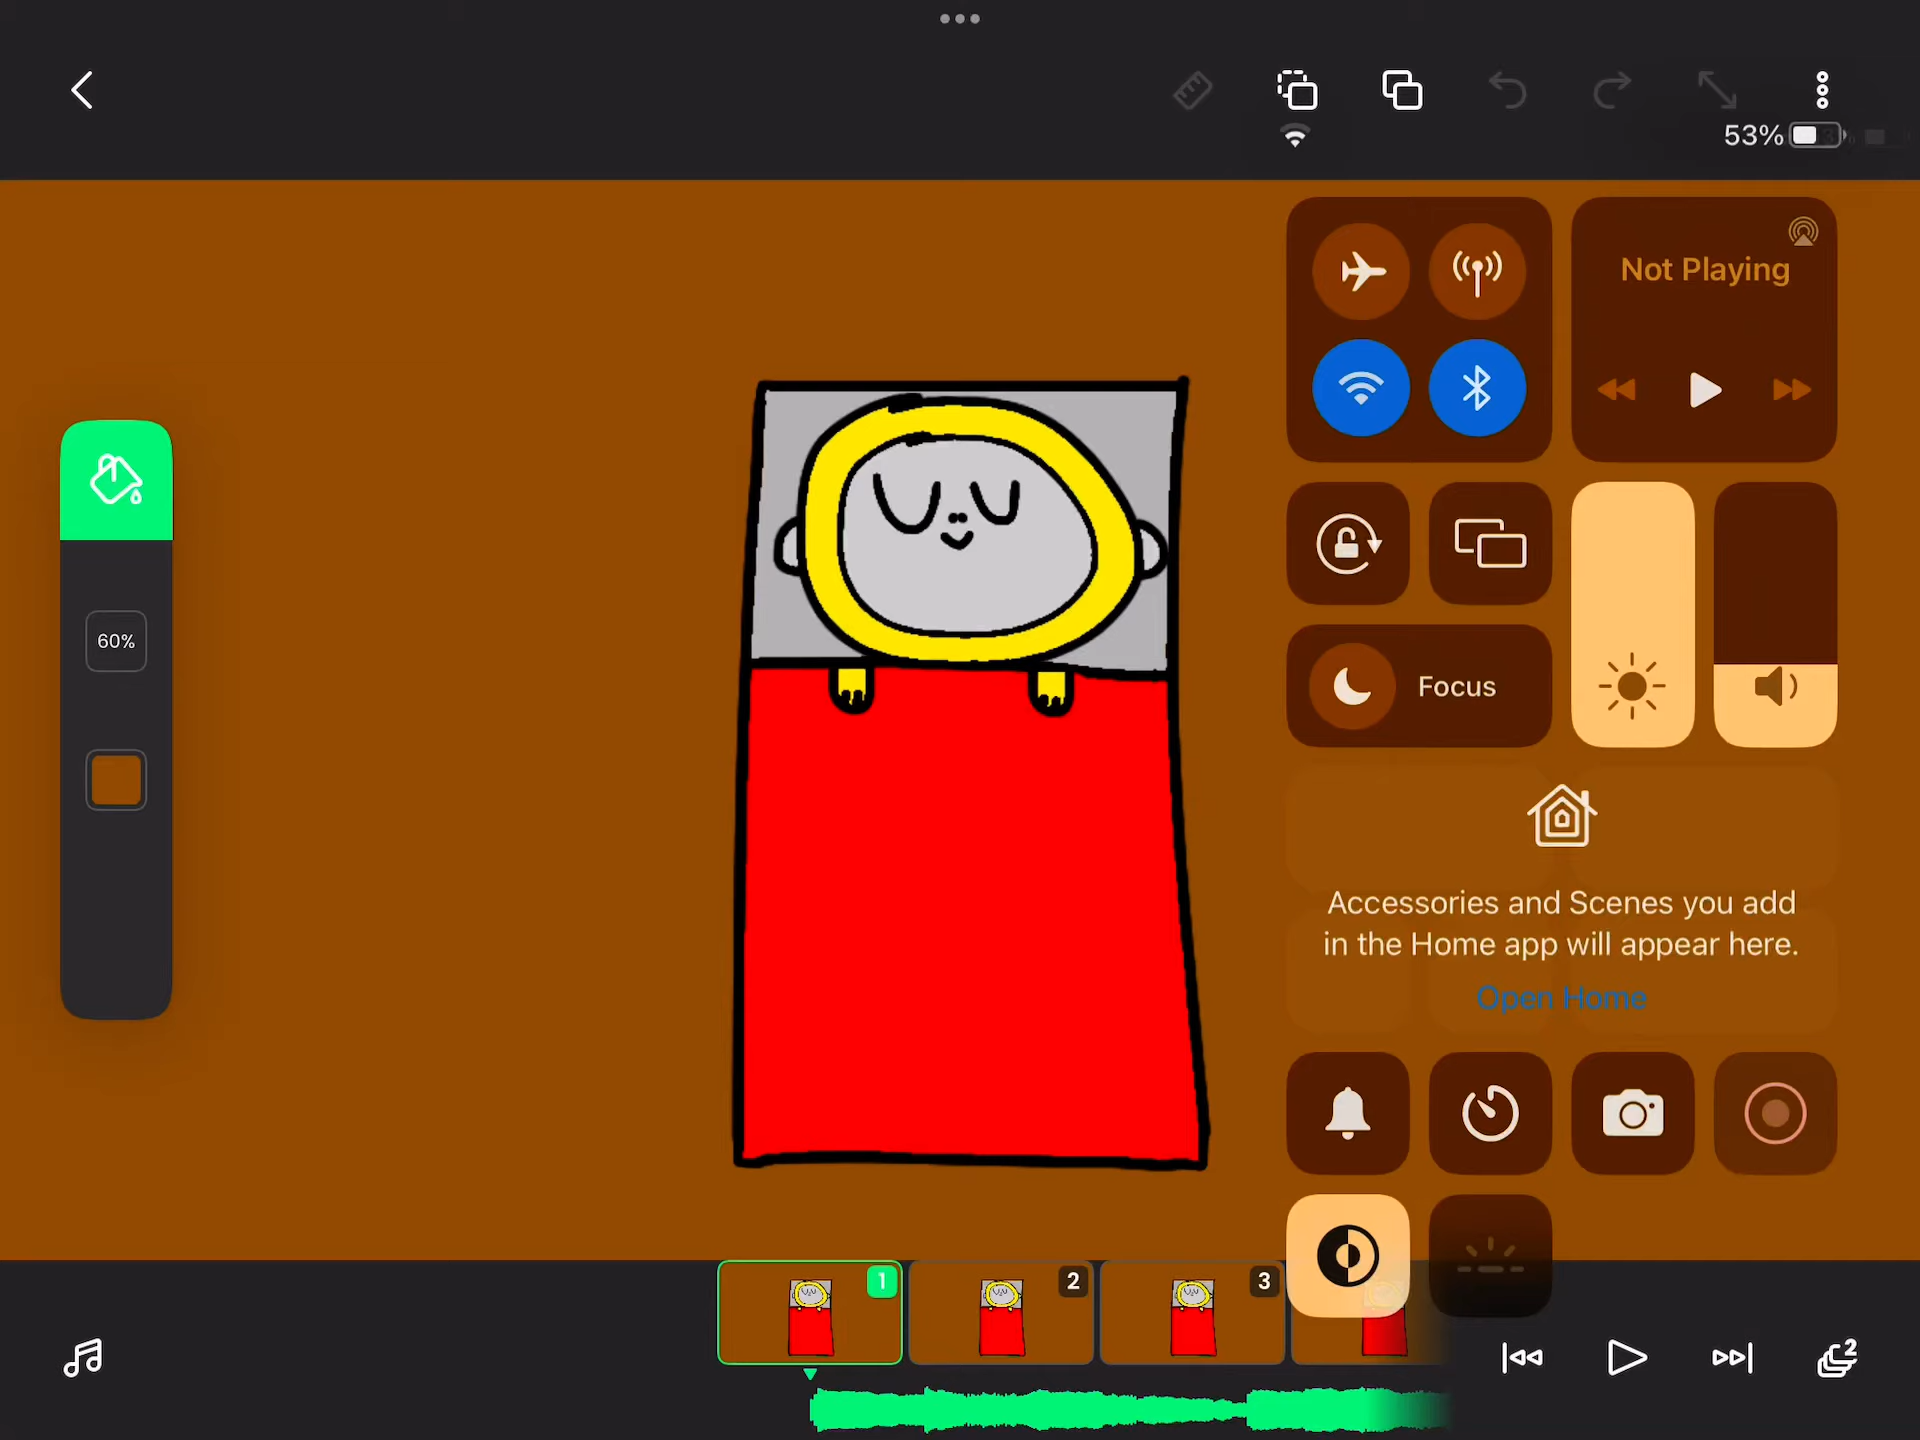 53%
Not Playing
60%
Focus
Accessories and Scenes you add
in the Home app will appear here.
Open Home
1
2
3
2